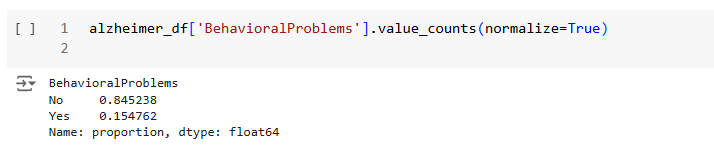 [ ] 1 alzheimer_df['BehavioralProblems'].value_counts(normalize=True)
2
BehavioralProblems
No 0.845238
Yes 0.154762
Name: proportion, dtype: float64